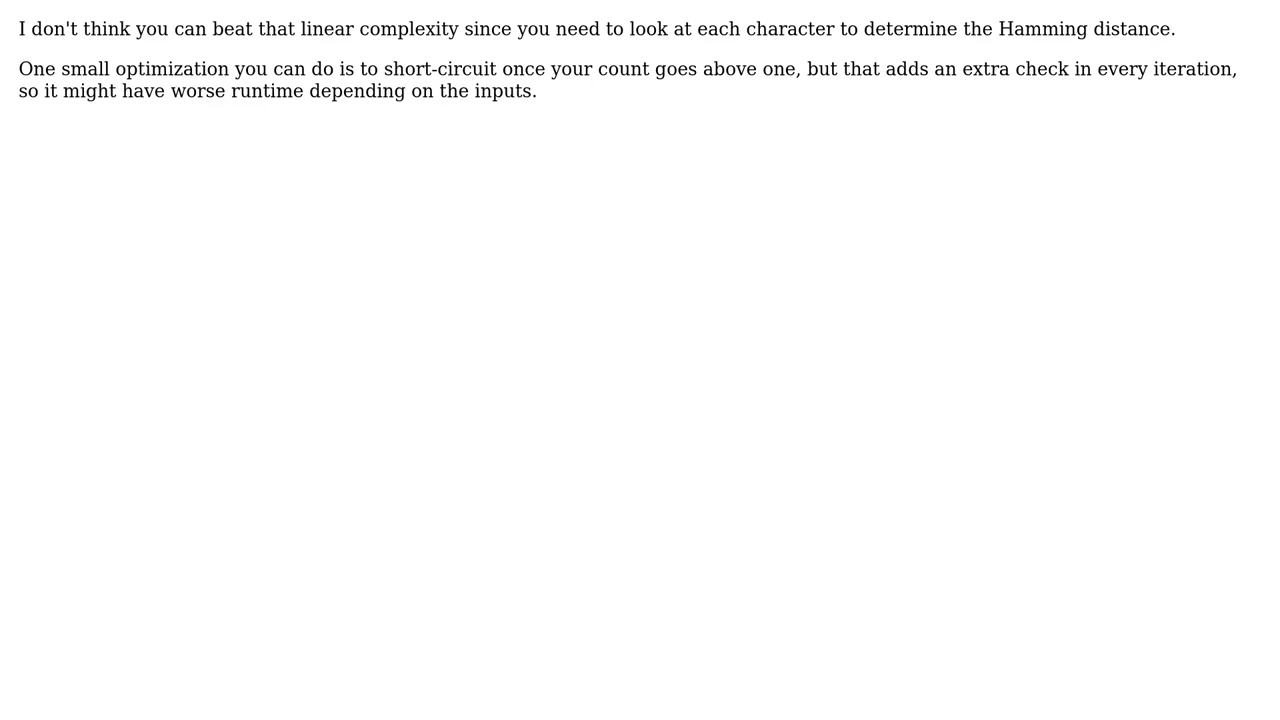 I don't think you can beat that linear complexity since you need to look at each character to determine the Hamming distance.
One small optimization you can do is to short-circuit once your count goes above one, but that adds an extra check in every iteration,
so it might have worse runtime depending on the inputs.